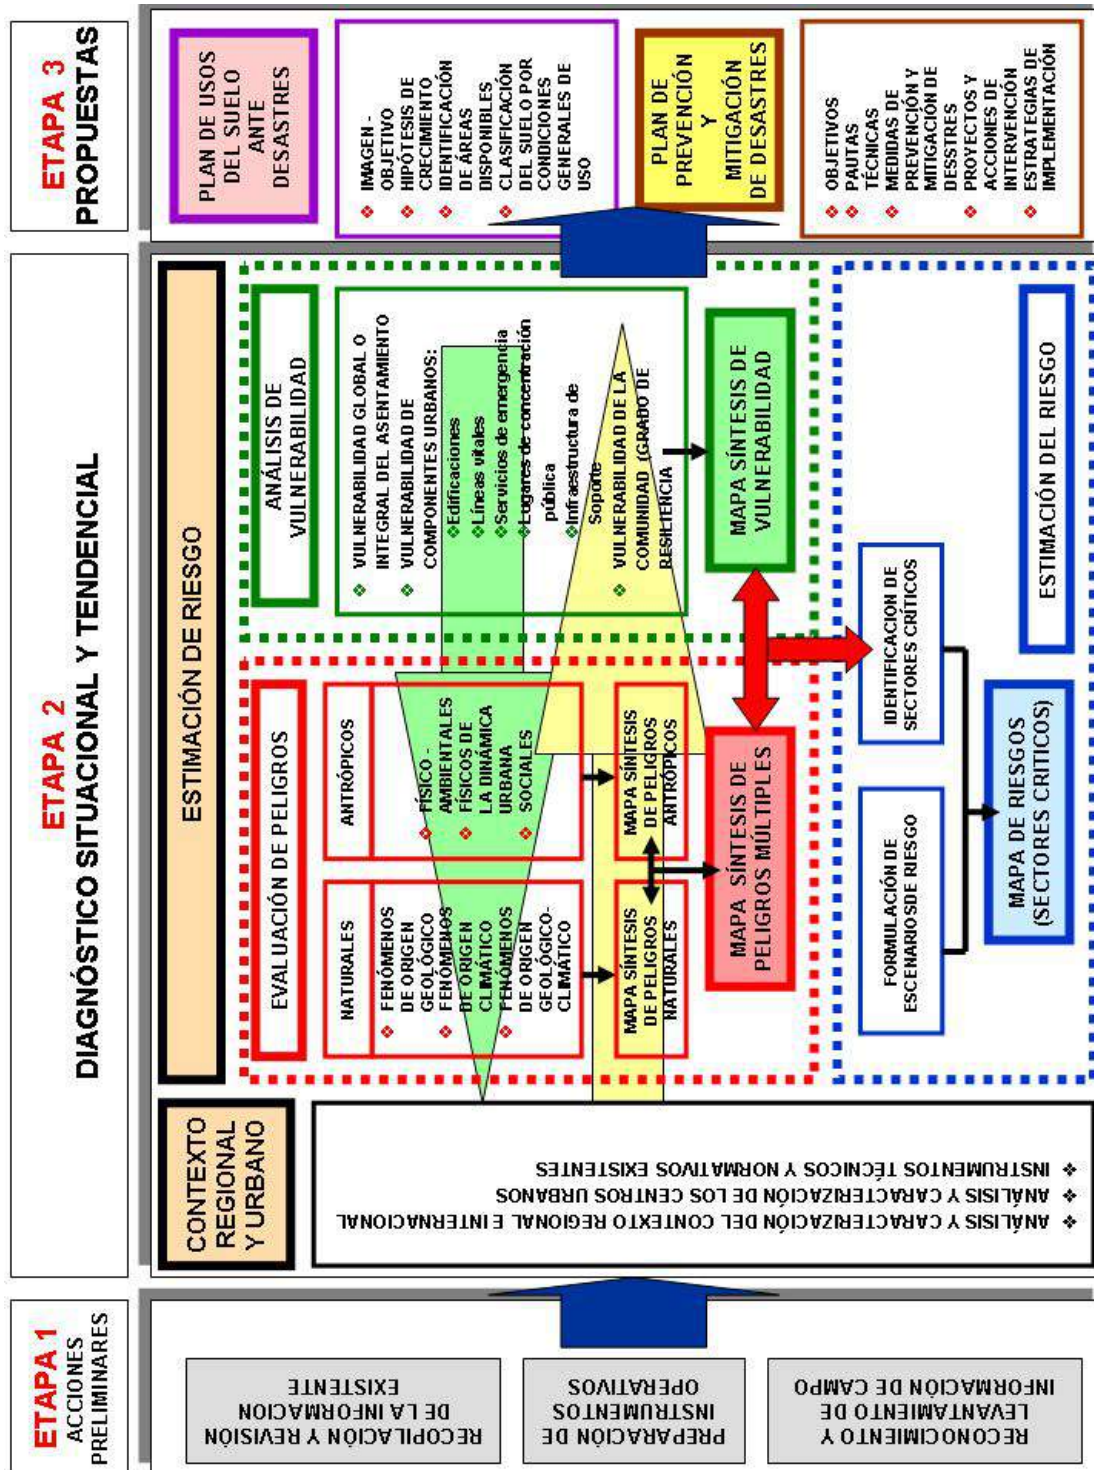 ETAPA 1
ACCIONES
PRELIMINARES
RECOPILACIÓN Y REVISIÓN
DE LA INFORMACION
EXISTENTE
PREPARACIÓN DE
INSTRUMENTOS
OPERATIVOS
RECONOCIMIENTO Y
LEVANTAMIENTO DE
INFORMACIÓN DE CAMPO
ETAPA 2
DIAGNÓSTICO SITUACIONAL Y TENDENCIAL
CONTEXTO
REGIONAL
Y URBANO
❖ ANÁLISIS Y CARACTERIZACIÓN DEL CONTEXTO REGIONAL E INTERNACIONAL
❖ ANÁLISIS Y CARACTERIZACIÓN DE LOS CENTROS URBANOS
❖ INSTRUMENTOS TÉCNICOS Y NORMATIVOS EXISTENTES
ESTIMACIÓN DE RIESGO
EVALUACIÓN DE PELIGROS
NATURALES
❖ FENÓMENOS
DE ORIGEN
GEOLÓGICO
❖ FENÓMENOS
DE ORIGEN
CLIMÁTICO
❖ FENÓMENOS
DE ORIGEN
GEOLÓGICO-
CLIMÁTICO
MAPA SÍNTESIS
DE PELIGROS
NATURALES
ANTRÓPICOS
❖ FÍSICO -
AMBIENTALES
❖ FÍSICOS DE
LA DINÁMICA
URBANA
❖ SOCIALES
MAPA SÍNTESIS
DE PELIGROS
ANTRÓPICOS
MAPA SÍNTESIS DE
PELIGROS MÚLTIPLES
ANÁLISIS DE
VULNERABILIDAD
❖ VULNERABILIDAD GLOBAL O
INTEGRAL DEL ASENTAMIENTO
❖ VULNERABILIDAD DE
COMPONENTES URBANOS:
❖ Edificaciones
❖ Líneas vitales
❖ Servicios de emergencia
❖ Lugares de concentración
pública
❖ Infraestructura de
Soporte
❖ VULNERABILIDAD DE LA
COMUNIDAD (GRADO DE
RESILTENCIA
MAPA SÍNTESIS DE
VULNERABILIDAD
FORMULACIÓN DE
ESCENARIOSD RIESGO
IDENTIFICACION DE
SECTORES CRÍTICOS
MAPA DE RIESGOS
(SECTORES CRITICOS)
ESTIMACIÓN DEL RIESGO
ETAPA 3
PROPUESTAS
PLAN DE USOS
DEL SUELO
ANTE
DESASTRES
❖ IMAGEN -
OBJETIVO
❖ HIPÓTESIS DE
CRECIMIENTO
❖ IDENTIFICACIÓN
DE ÁREAS
DISPONIBLES
❖ CLASIFICACIÓN
DEL SUELO POR
CONDICIONES
GENERALES DE
USO
PLAN DE
PREVENCIÓN
Y
MITIGACIÓN
DE DESASTRES
❖ OBJETIVOS
❖ PAUTAS
TÉCNICAS
❖ MEDIDAS DE
PREVENCIÓN Y
MITIGACIÓN DE
DESSTRES
❖ PROYECTOS Y
ACCIONES DE
INTERVENCIÓN
❖ ESTRATEGIAS DE
IMPLEMENTACIÓN